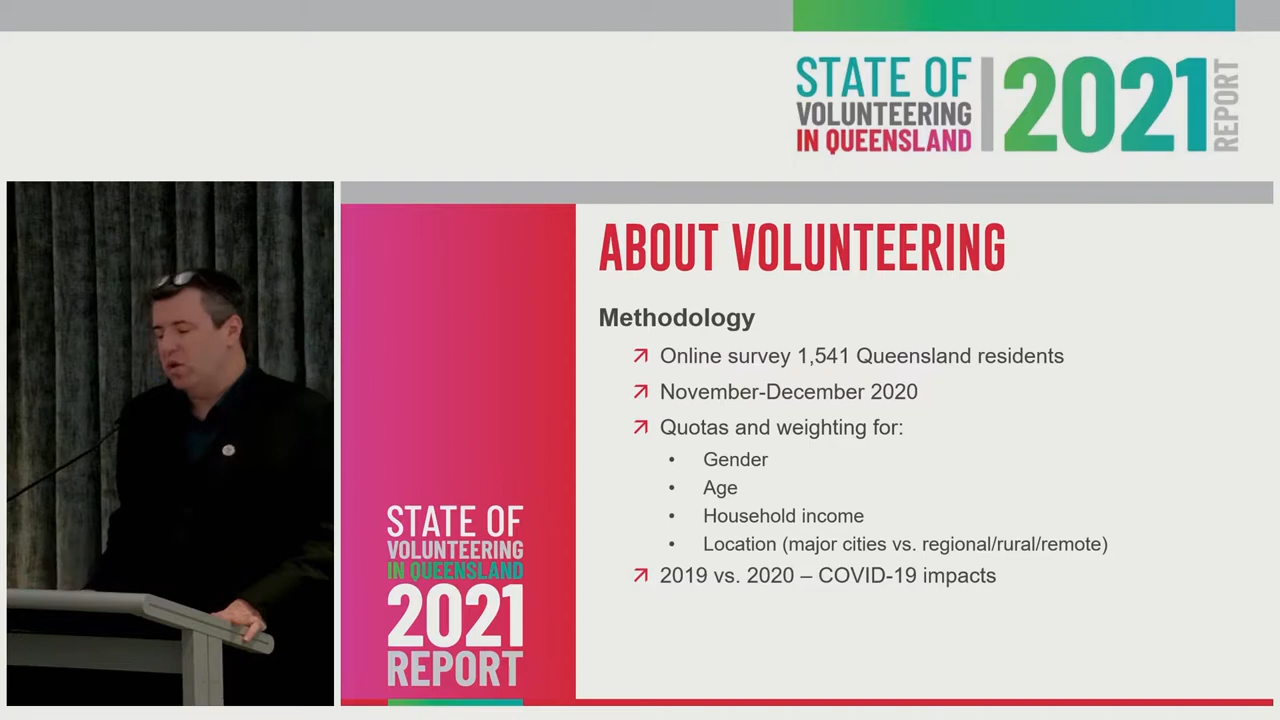 STATE OF
VOLUNTEERING
IN QUEENSLAND
2021
REPORT
ABOUT VOLUNTEERING
Methodology
Online survey 1,541 Queensland residents
November-December 2020
Quotas and weighting for:
• Gender
• Age
• Household income
• Location (major cities vs. regional/rural/remote)
2019 vs. 2020 – COVID-19 impacts
STATE OF
VOLUNTEERING
IN QUEENSLAND
2021
REPORT